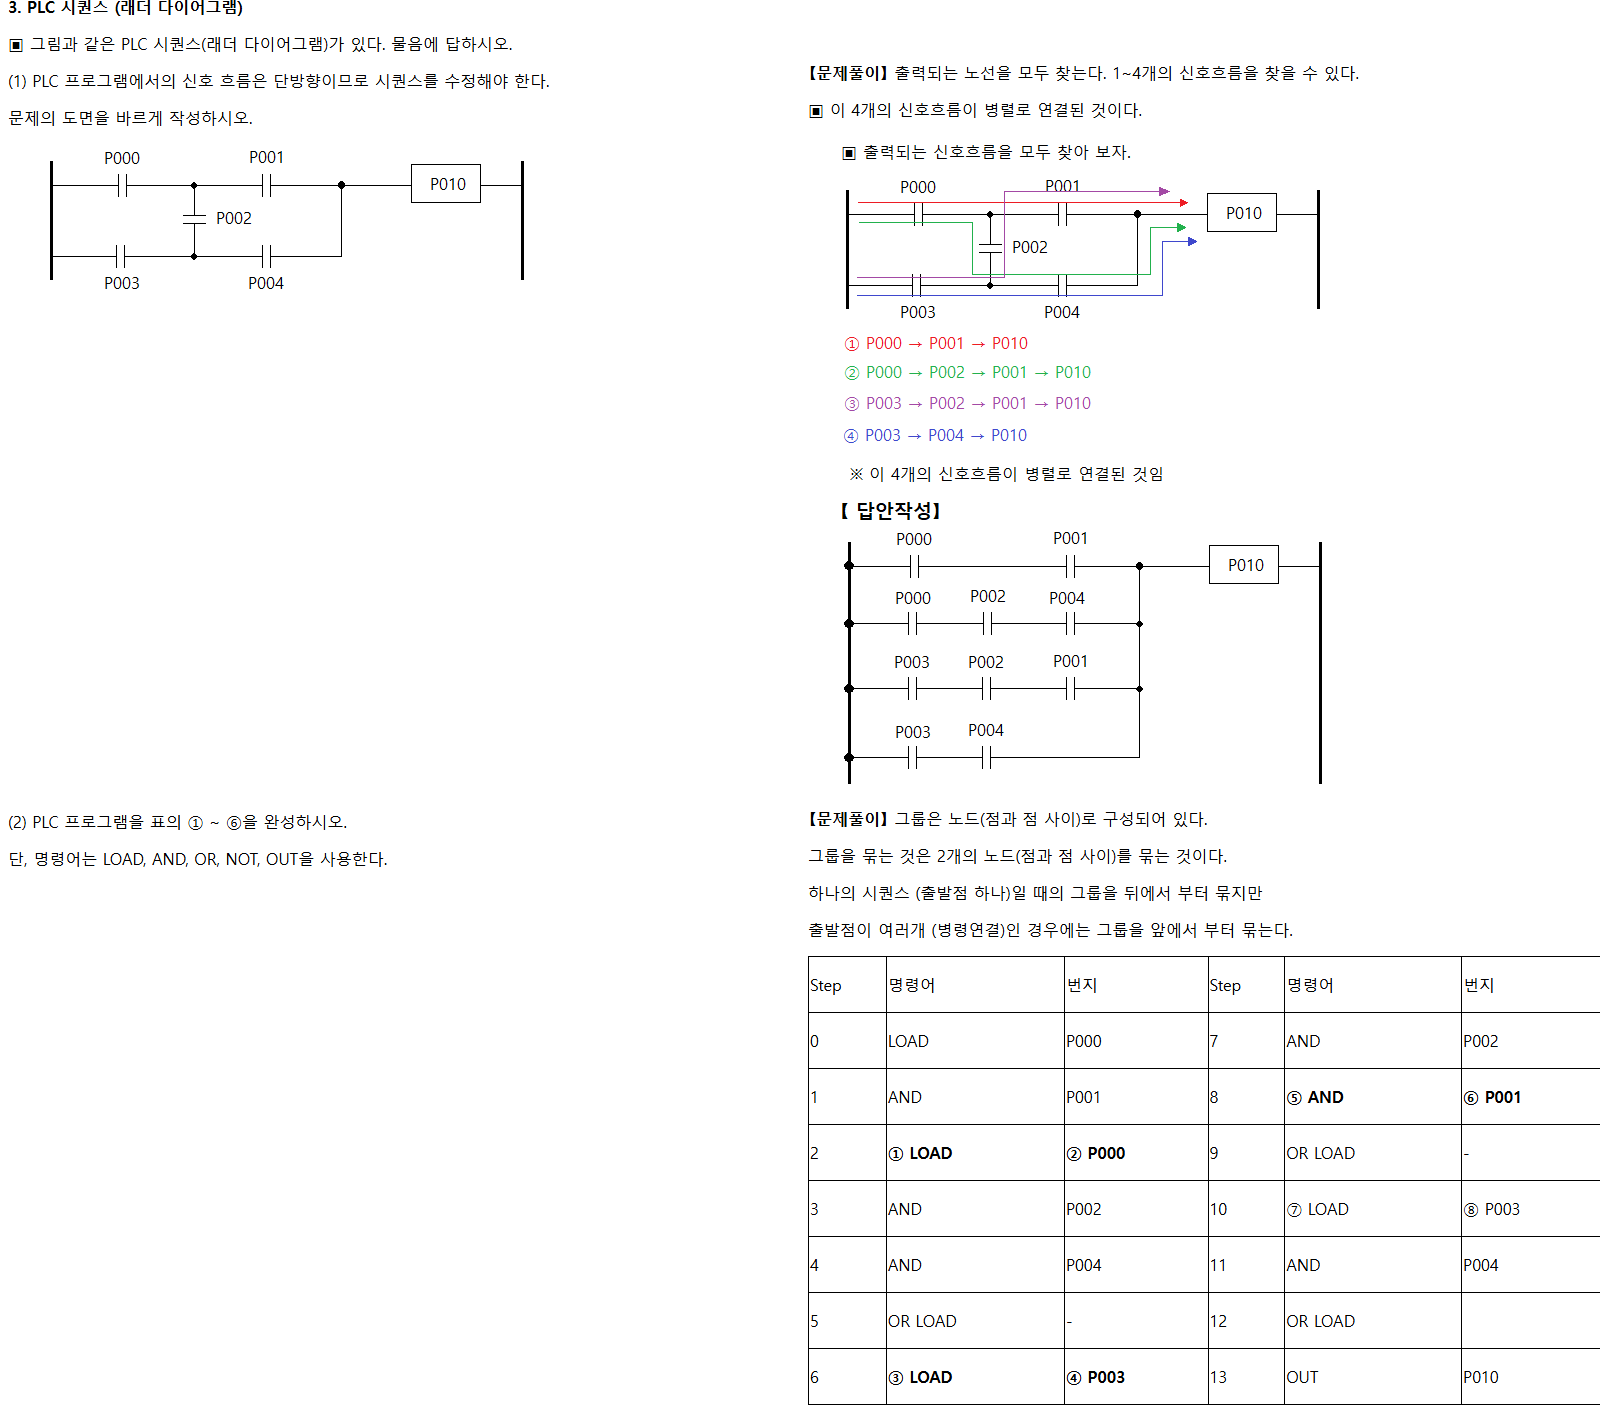 3. PLC 시퀀스 (래더 다이어그램)
▣ 그림과 같은 PLC 시퀀스(래더 다이어그램)가 있다. 물음에 답하시오.
(1) PLC 프로그램에서의 신호 흐름은 단방향이므로 시퀀스를 수정해야 한다.
문제의 도면을 바르게 작성하시오.
P000 P001
P010
P002
P003 P004
【문제풀이】 출력되는 노선을 모두 찾는다. 1~4개의 신호흐름을 찾을 수 있다.
▣ 이 4개의 신호흐름이 병렬로 연결된 것이다.
▣ 출력되는 신호흐름을 모두 찾아 보자.
P000 P001
P010
P002
P003 P004
① P000 → P001 → P010
② P000 → P002 → P001 → P010
③ P003 → P002 → P001 → P010
④ P003 → P004 → P010
※ 이 4개의 신호흐름이 병렬로 연결된 것임
【 답안작성】
P000 P001
P010
P000 P002 P004
P003 P002 P001
P003 P004
(2) PLC 프로그램을 표의 ① ~ ⑥을 완성하시오.
단, 명령어는 LOAD, AND, OR, NOT, OUT을 사용한다.
【문제풀이】 그룹은 노드(점과 점 사이)로 구성되어 있다.
그룹을 묶는 것은 2개의 노드(점과 점 사이)를 묶는 것이다.
하나의 시퀀스 (출발점 하나)일 때의 그룹을 뒤에서 부터 묶지만
출발점이 여러개 (병령연결)인 경우에는 그룹을 앞에서 부터 묶는다.
Step 명령어 번지 Step 명령어 번지
0 LOAD P000 7 AND P002
1 AND P001 8 ⑤ AND ⑥ P001
2 ① LOAD ② P000 9 OR LOAD -
3 AND P002 10 ⑦ LOAD ⑧ P003
4 AND P004 11 AND P004
5 OR LOAD - 12 OR LOAD
6 ③ LOAD ④ P003 13 OUT P010